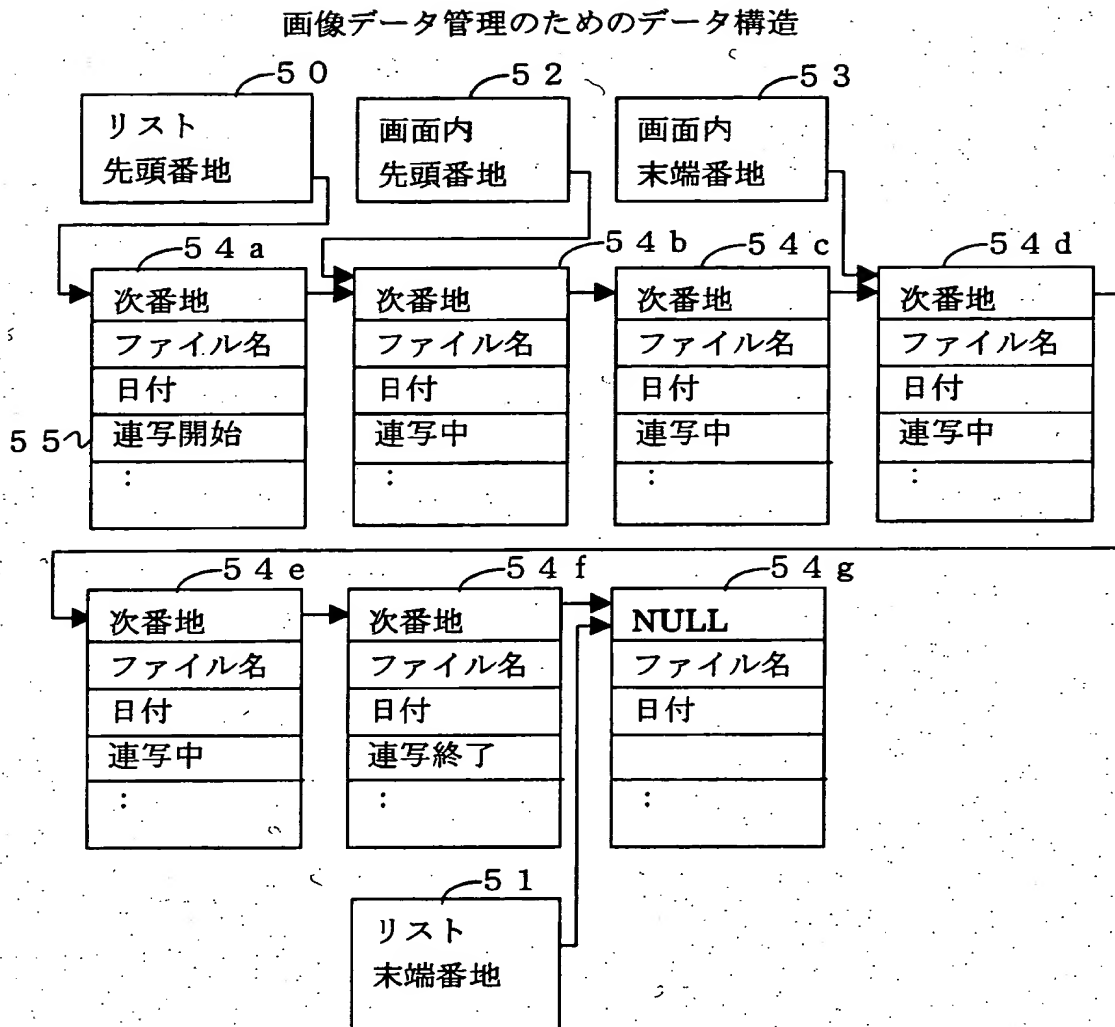 画像データ管理のためのデータ構造
50
リスト
先頭番地
52
画面内
先頭番地
53
画面内
末端番地
54a
次番地
ファイル名
日付
連写開始
:
55
54b
次番地
ファイル名
日付
連写中
:
54c
次番地
ファイル名
日付
連写中
:
54d
次番地
ファイル名
日付
連写中
:
54e
次番地
ファイル名
日付
連写中
:
54f
次番地
ファイル名
日付
連写終了
:
54g
NULL
ファイル名
日付
:
51
リスト
末端番地